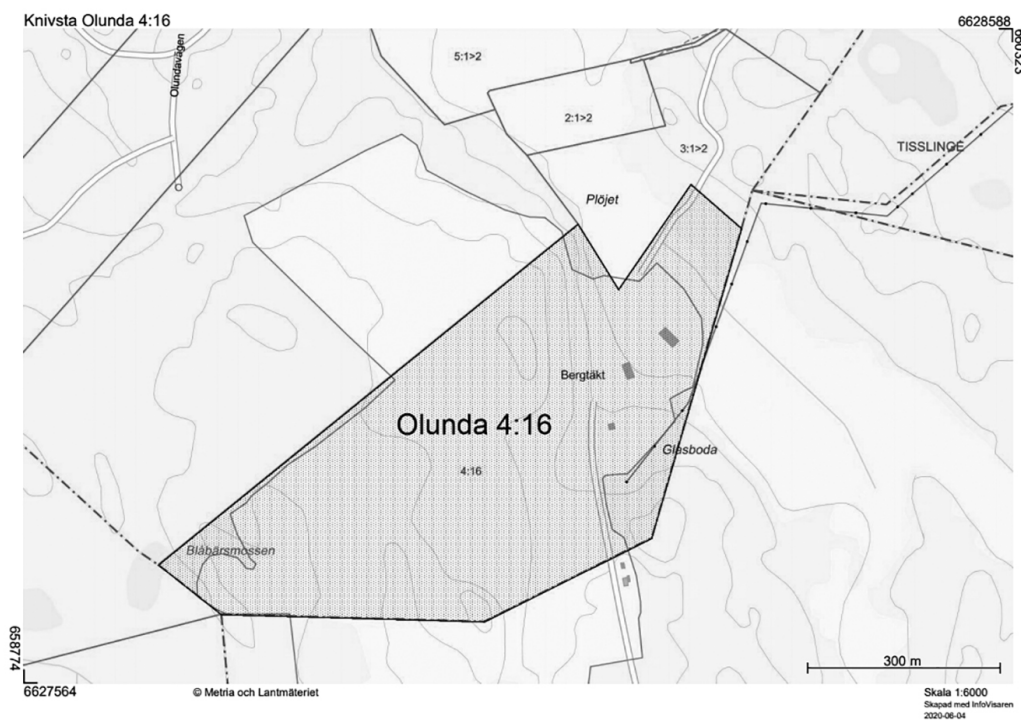 Knivsta Olunda 4:16
6628588
660323
Olundavägen
5:1>2
2:1>2
3:1>2
TISSLINGE
Plöjet
Bergtäkt
Olunda 4:16
Glasboda
4:16
Blåbärsmossen
658774
6627564
© Metria och Lantmäteriet
300 m
Skala 1:6000
Skapad med InfoVisaren
2020-06-04